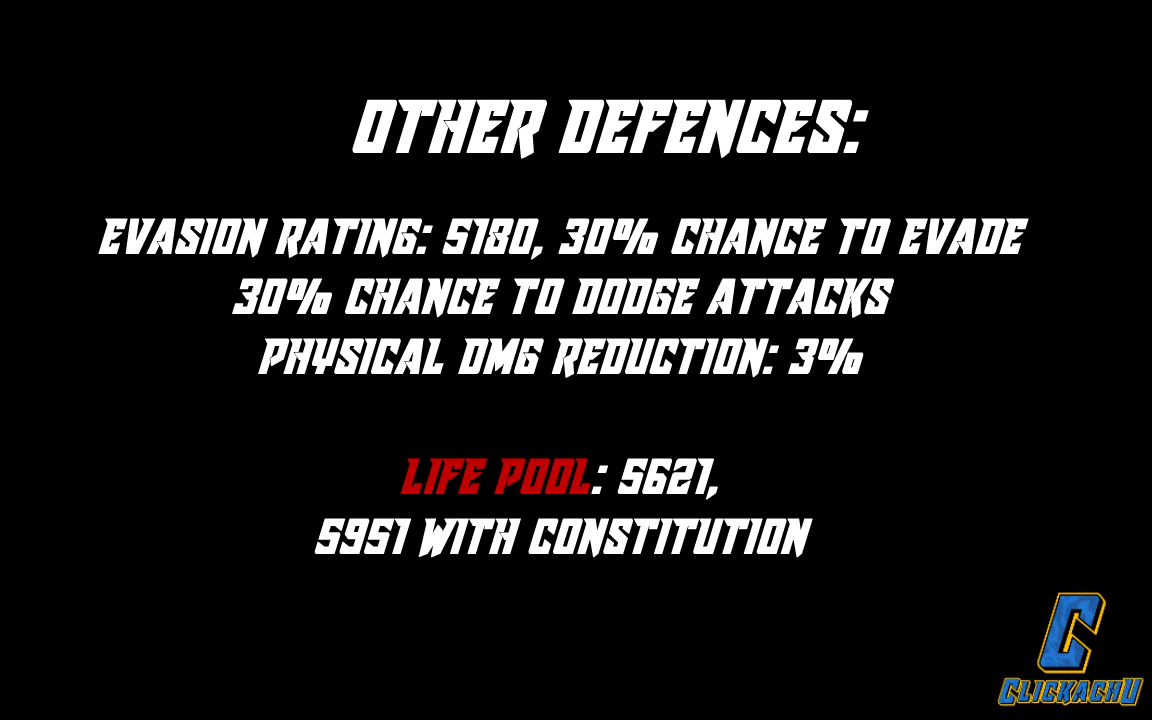 OTHER DEFENCES:
EVASION RATING: 5180, 30% CHANCE TO EVADE
30% CHANCE TO DODGE ATTACKS
PHYSICAL DMG REDUCTION: 3%
LIFE POOL: 5621,
5951 WITH CONSTITUTION
C
CLICKACHU